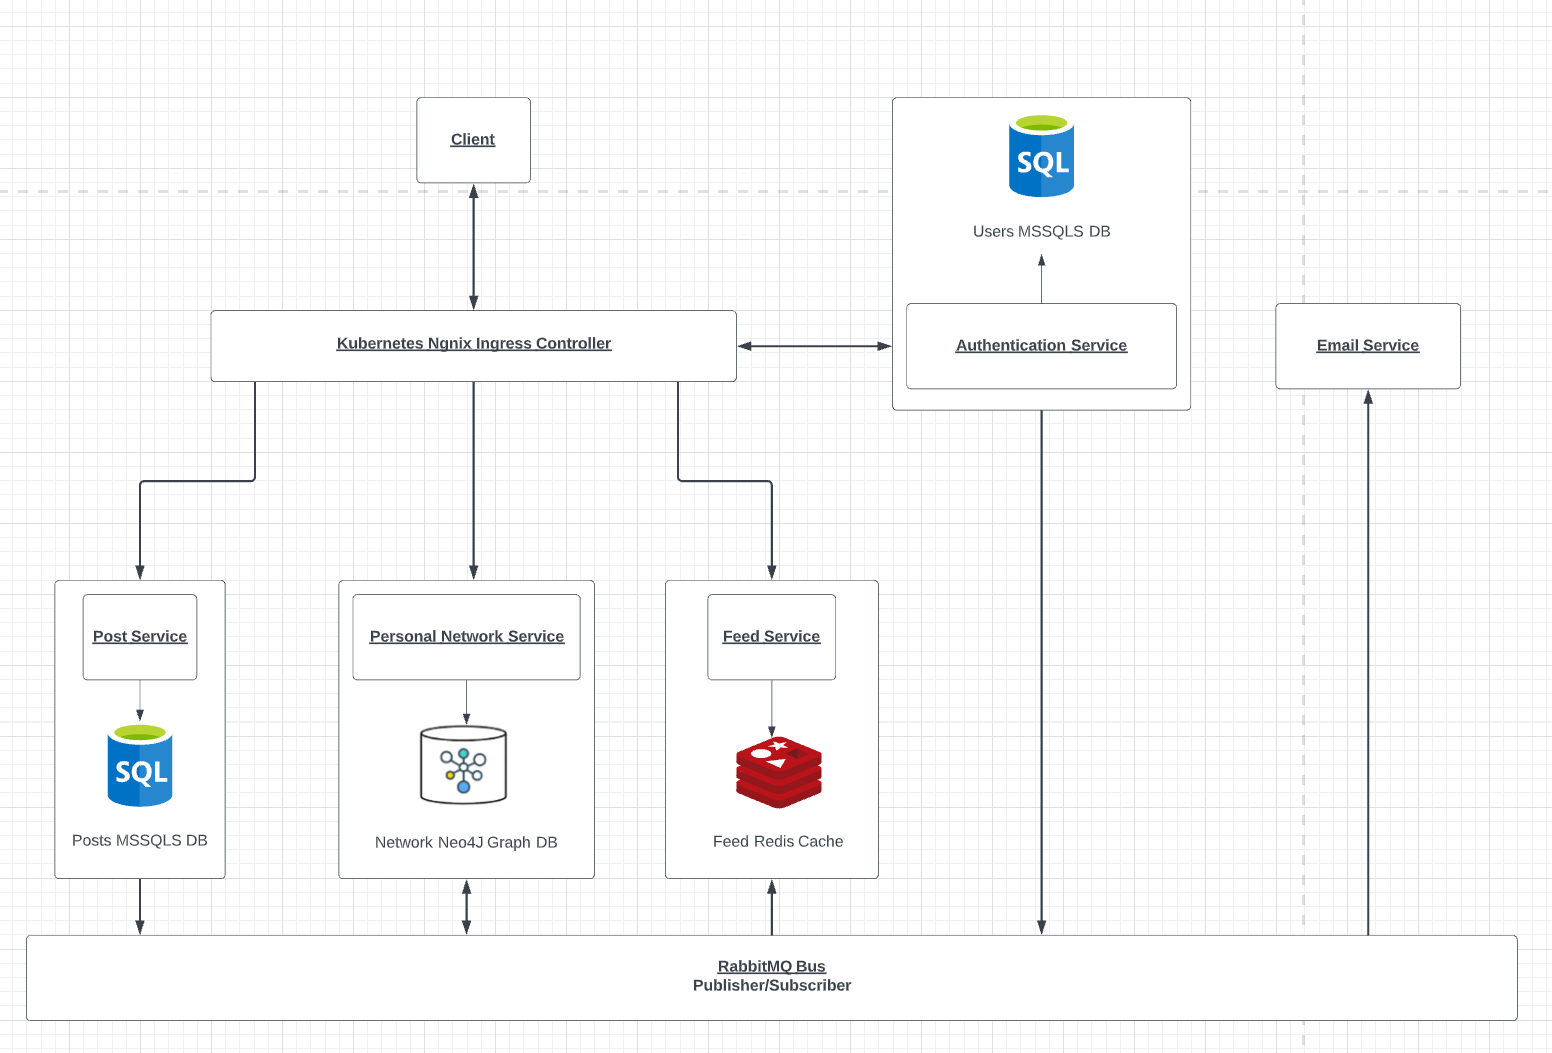 Client
SQL
Users MSSQLS DB
Kubernetes Ngnix Ingress Controller
Authentication Service
Email Service
Post Service
Personal Network Service
Feed Service
SQL
Posts MSSQLS DB
Network Neo4J Graph DB
Feed Redis Cache
RabbitMQ Bus
Publisher/Subscriber